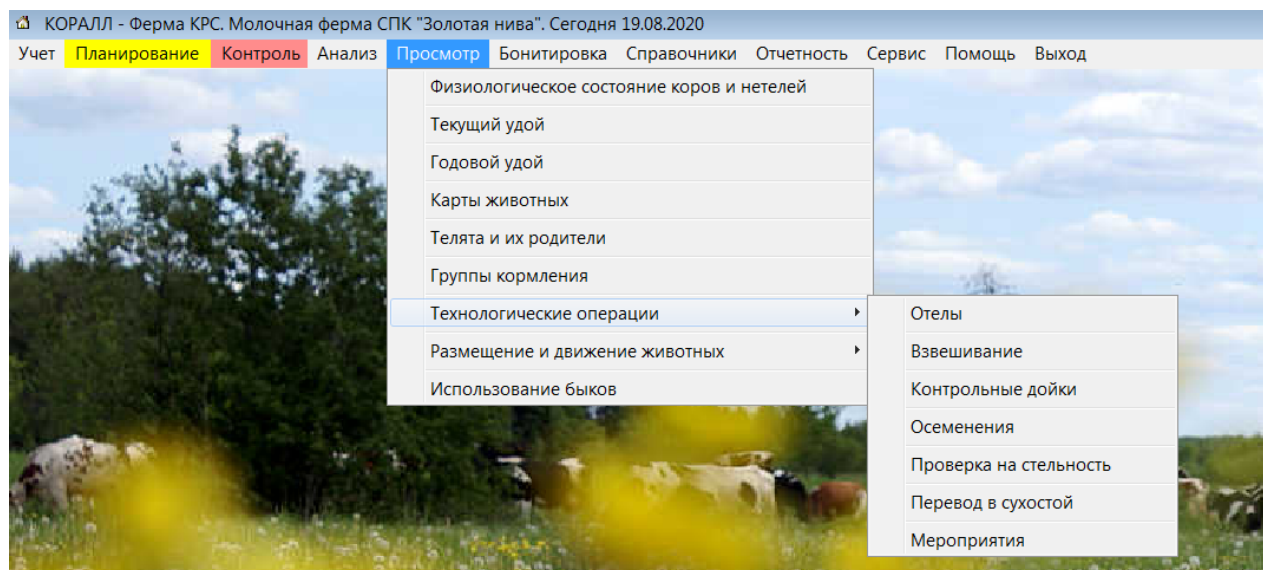 КОРАЛЛ - Ферма КРС. Молочная ферма СПК "Золотая нива". Сегодня 19.08.2020
Учет Планирование Контроль Анализ Просмотр Бонитировка Справочники Отчетность Сервис Помощь Выход
Физиологическое состояние коров и нетелей
Текущий удой
Годовой удой
Карты животных
Телята и их родители
Группы кормления
Технологические операции
Размещение и движение животных
Использование быков
Отелы
Взвешивание
Контрольные дойки
Осеменения
Проверка на стельность
Перевод в сухостой
Мероприятия